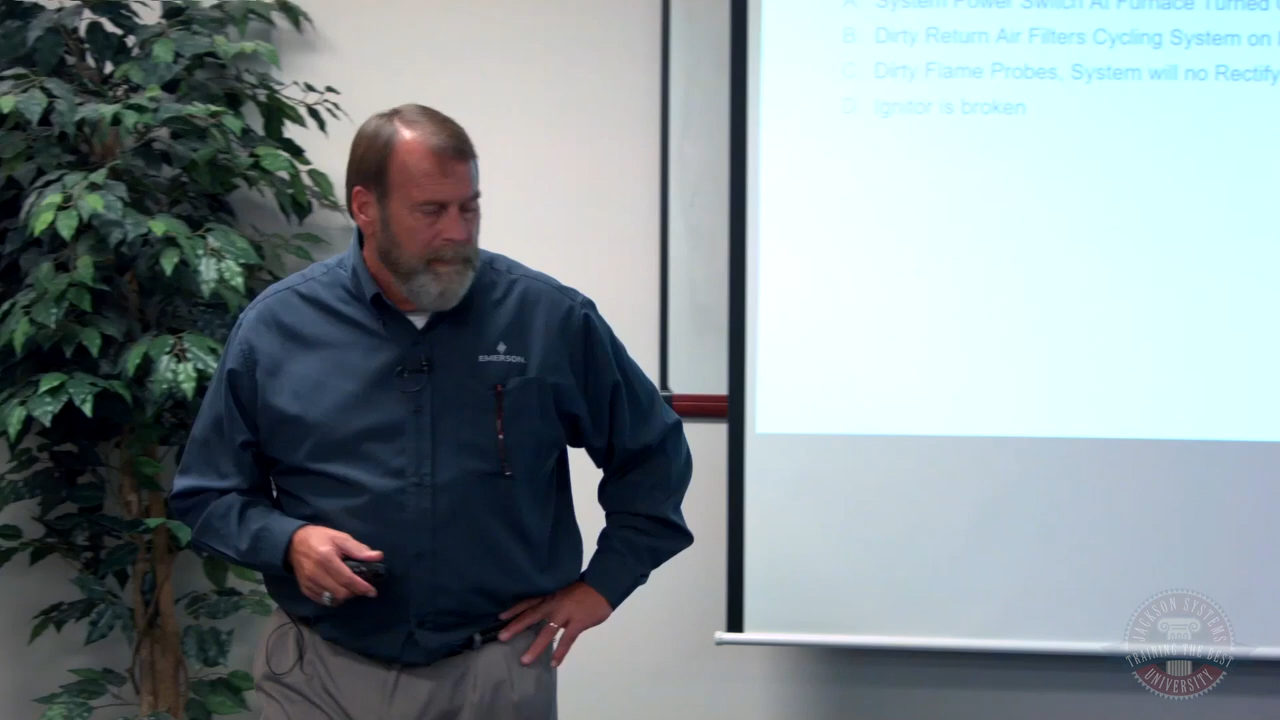 A. System Power Switch At Furnace Turned
B. Dirty Return Air Filters Cycling System on
C. Dirty Flame Probes, System will no Rectify
D. Ignitor is broken
EMERSON
JACKSON SYSTEMS
TRAINING THE BEST
UNIVERSITY